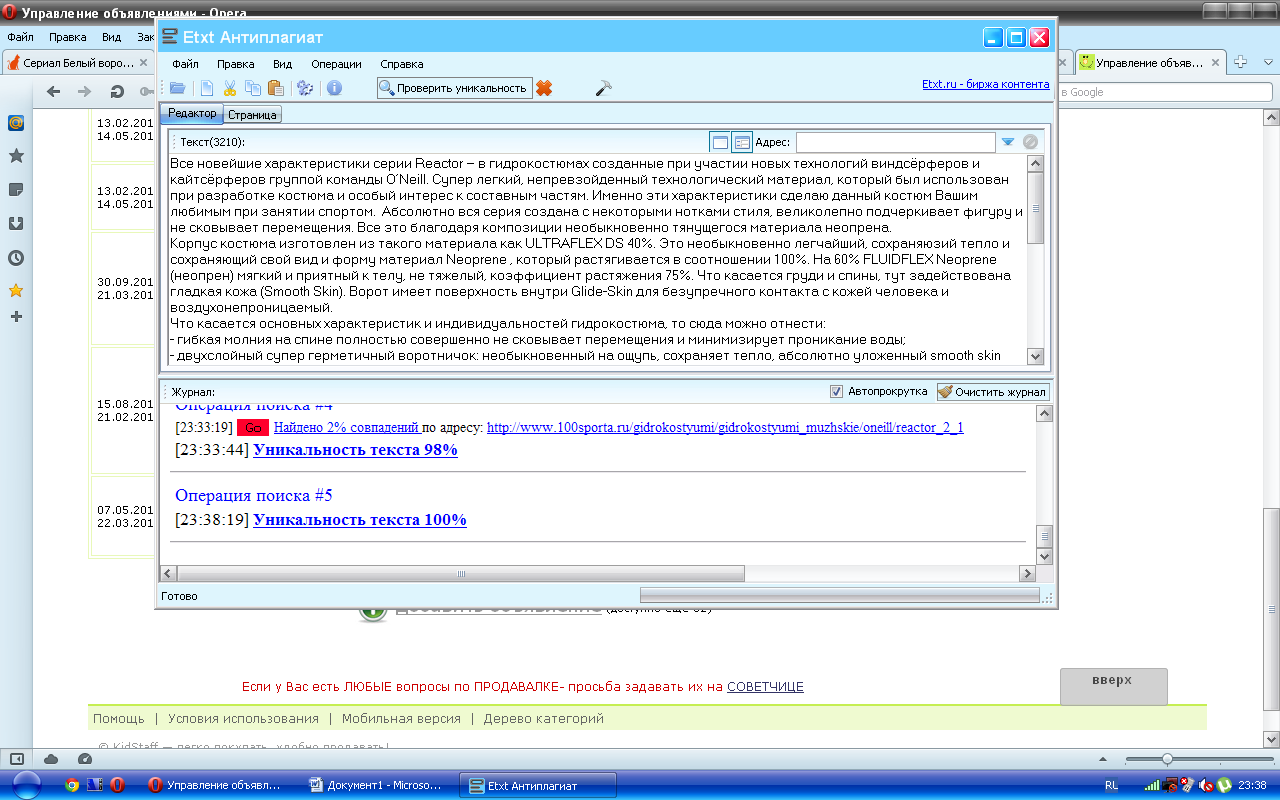 Управление объявлениями - Opera
Etxt Антиплагиат
Файл Правка Вид
Файл Правка Вид Операции Справка
Сериал Белый воро...
Управление объяв...
Проверить уникальность
Etxt.ru - биржа контента
в Google
Редактор Страница
Текст(3210): Адрес:
13.02.201
14.05.201
13.02.201
14.05.201
30.09.201
21.03.201
15.08.201
21.02.201
07.05.201
22.03.201
Все новейшие характеристики серии Reactor – в гидрокостюмах созданные при участии новых технологий виндсёрферов и
кайтсёрферов группой команды O´Neill. Супер легкий, непревзойденный технологический материал, который был использован
при разработке костюма и особый интерес к составным частям. Именно эти характеристики сделаю данный костюм Вашим
любимым при занятии спортом. Абсолютно вся серия создана с некоторыми нотками стиля, великолепно подчеркивает фигуру и
не сковывает перемещения. Все это благодаря композиции необыкновенно тянущегося материала неопрена.
Корпус костюма изготовлен из такого материала как ULTRAFLEX DS 40%. Это необыкновенно легчайший, сохраняюзий тепло и
сохраняющий свой вид и форму материал Neoprene , который растягивается в соотношении 100%. На 60% FLUIDFLEX Neoprene
(неопрен) мягкий и приятный к телу, не тяжелый, коэффициент растяжения 75%. Что касается груди и спины, тут задействована
гладкая кожа (Smooth Skin). Ворот имеет поверхность внутри Glide-Skin для безупречного контакта с кожей человека и
воздухонепроницаемый.
Что касается основных характеристик и индивидуальностей гидрокостюма, то сюда можно отнести:
- гибкая молния на спине полностью совершенно не сковывает перемещения и минимизирует проникание воды;
- двухслойный супер герметичный воротничок: необыкновенный на ощупь, сохраняет тепло, абсолютно уложенный smooth skin
Журнал: Автопрокрутка Очистить журнал
Операция поиска #4
[23:33:19] Go Найдено 2% совпадений по адресу: http://www.100sporta.ru/gidrokostyumi/gidrokostyumi_muzhskie/oneill/reactor_2_1
[23:33:44] Уникальность текста 98%
Операция поиска #5
[23:38:19] Уникальность текста 100%
Готово
Если у Вас есть ЛЮБЫЕ вопросы по ПРОДАВАЛКЕ- просьба задавать их на СОВЕТЧИЦЕ
вверх
Помощь | Условия использования | Мобильная версия | Дерево категорий
© KidStaff — легко покупать, удобно продавать!
Управление объявл... Документ1 - Microso... Etxt Антиплагиат RL 23:38